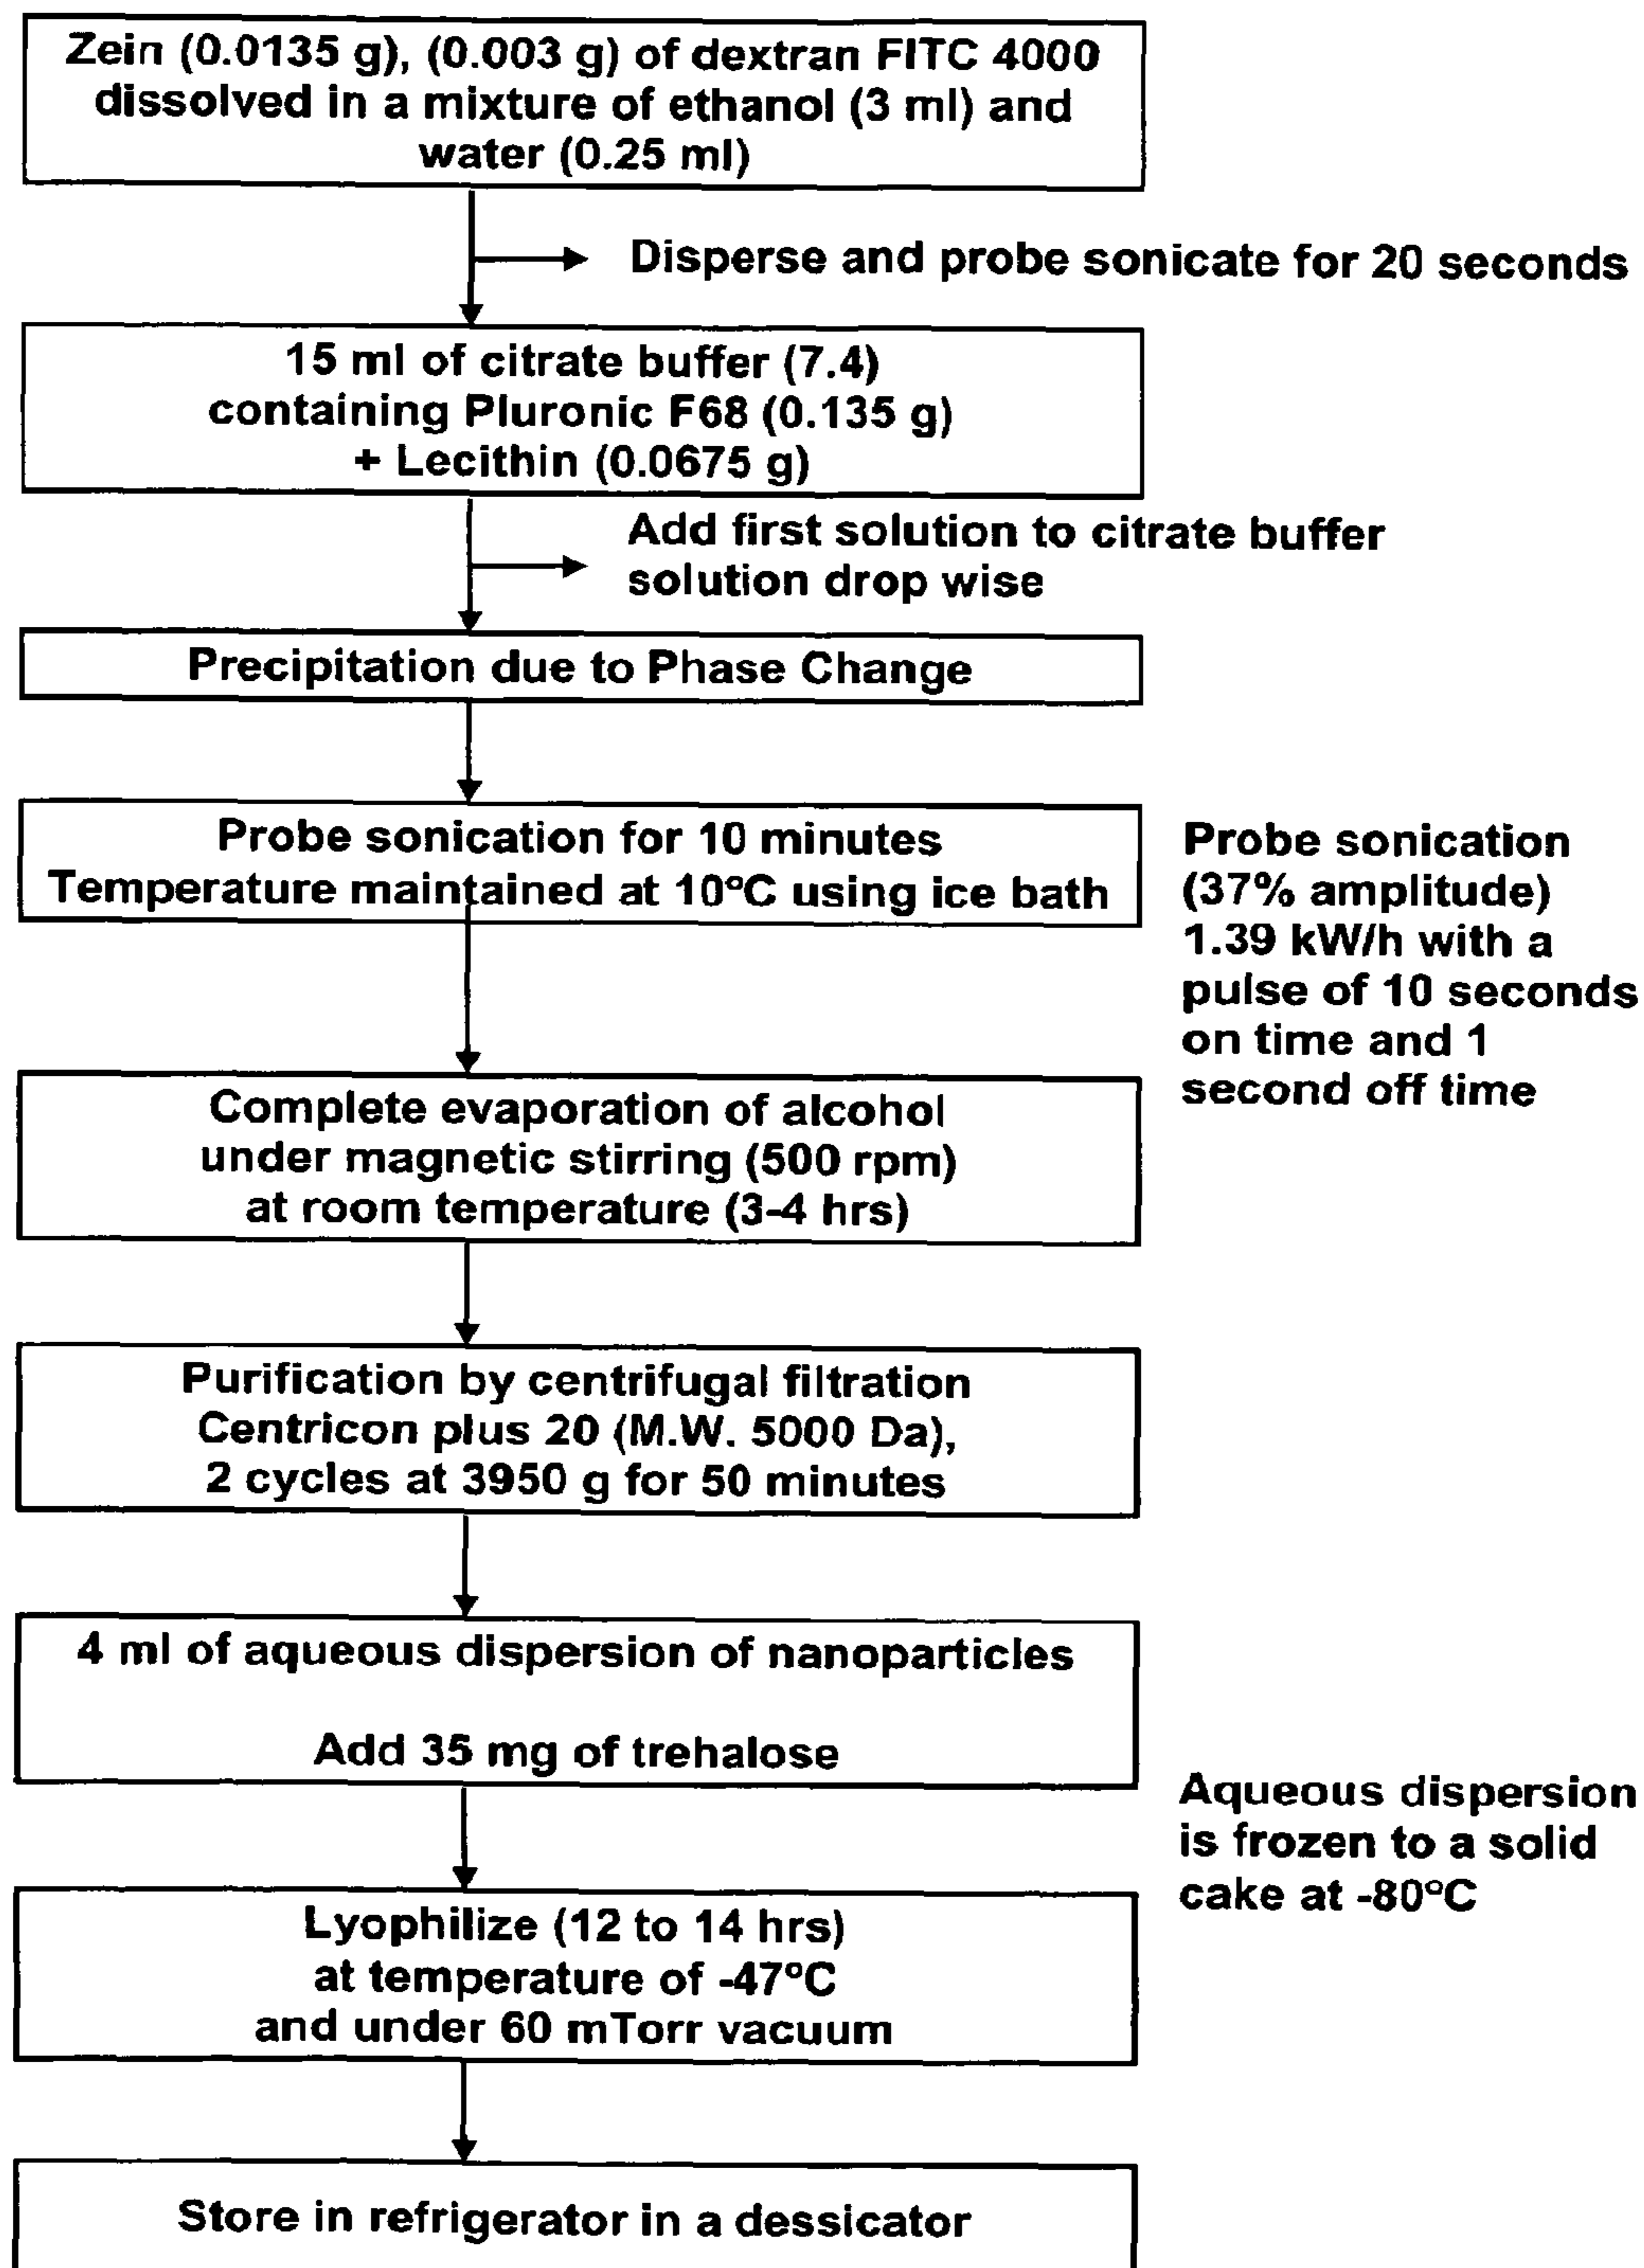 Zein (0.0135 g), (0.003 g) of dextran FITC 4000
dissolved in a mixture of ethanol (3 ml) and
water (0.25 ml)
Disperse and probe sonicate for 20 seconds
15 ml of citrate buffer (7.4)
containing Pluronic F68 (0.135 g)
+ Lecithin (0.0675 g)
Add first solution to citrate buffer
solution drop wise
Precipitation due to Phase Change
Probe sonication for 10 minutes
Temperature maintained at 10ºC using ice bath
Probe sonication
(37% amplitude)
1.39 kW/h with a
pulse of 10 seconds
on time and 1
second off time
Complete evaporation of alcohol
under magnetic stirring (500 rpm)
at room temperature (3-4 hrs)
Purification by centrifugal filtration
Centricon plus 20 (M.W. 5000 Da),
2 cycles at 3950 g for 50 minutes
4 ml of aqueous dispersion of nanoparticles
Add 35 mg of trehalose
Aqueous dispersion
is frozen to a solid
cake at -80ºC
Lyophilize (12 to 14 hrs)
at temperature of -47ºC
and under 60 mTorr vacuum
Store in refrigerator in a dessicator